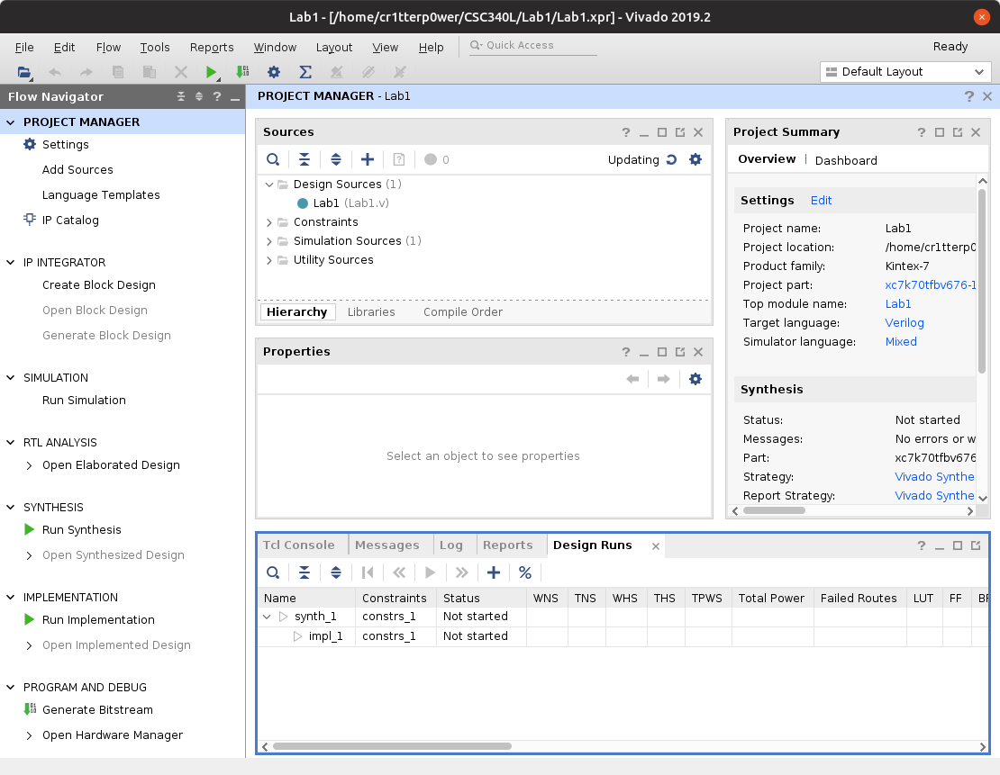 Lab1 - [/home/cr1tterp0wer/CSC340L/Lab1/Lab1.xpr] - Vivado 2019.2
File Edit Flow Tools Reports Window Layout View Help Quick Access Ready
Default Layout
Flow Navigator
PROJECT MANAGER
Settings
Add Sources
Language Templates
IP Catalog
IP INTEGRATOR
Create Block Design
Open Block Design
Generate Block Design
SIMULATION
Run Simulation
RTL ANALYSIS
Open Elaborated Design
SYNTHESIS
Run Synthesis
Open Synthesized Design
IMPLEMENTATION
Run Implementation
Open Implemented Design
PROGRAM AND DEBUG
Generate Bitstream
Open Hardware Manager
PROJECT MANAGER - Lab1
Sources
0 Updating
Design Sources (1)
Lab1 (Lab1.v)
Constraints
Simulation Sources (1)
Utility Sources
Hierarchy Libraries Compile Order
Properties
Select an object to see properties
Project Summary
Overview | Dashboard
Settings Edit
Project name: Lab1
Project location: /home/cr1tterp0
Product family: Kintex-7
Project part: xc7k70tfbv676-1
Top module name: Lab1
Target language: Verilog
Simulator language: Mixed
Synthesis
Status: Not started
Messages: No errors or w
Part: xc7k70tfbv676
Strategy: Vivado Synthe
Report Strategy: Vivado Synthe
Tcl Console Messages Log Reports Design Runs
Name Constraints Status WNS TNS WHS THS TPWS Total Power Failed Routes LUT FF BR
synth_1 constrs_1 Not started
impl_1 constrs_1 Not started